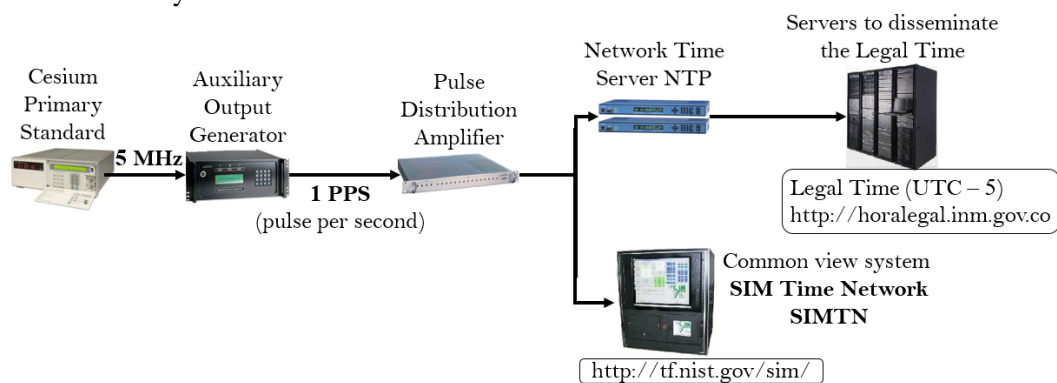 Cesium
Primary
Standard
5 MHz
Auxiliary
Output
Generator
1 PPS
(pulse per second)
Pulse
Distribution
Amplifier
Network Time
Server NTP
Servers to disseminate
the Legal Time
Legal Time (UTC – 5)
http://horalegal.inm.gov.co
Common view system
SIM Time Network
SIMTN
http://tf.nist.gov/sim/